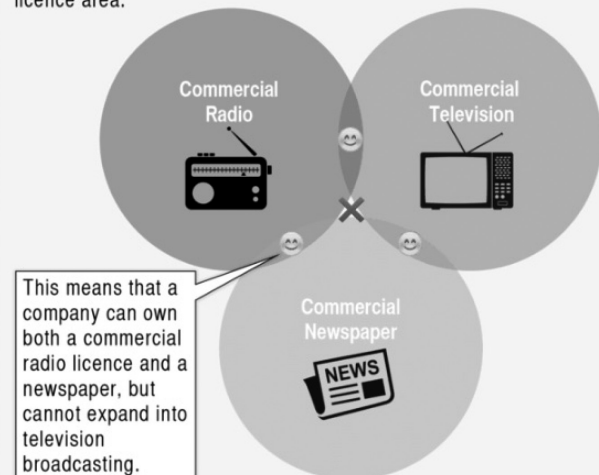 licence area.
Commercial
Radio
Commercial
Television
This means that a
company can own
both a commercial
radio licence and a
newspaper, but
cannot expand into
television
broadcasting.
Commercial
Newspaper
NEWS